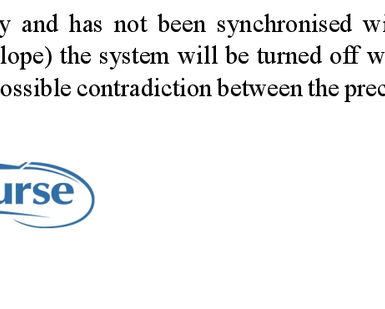 y and has not been synchronised wi
lope) the system will be turned off w
ossible contradiction between the prec
urse